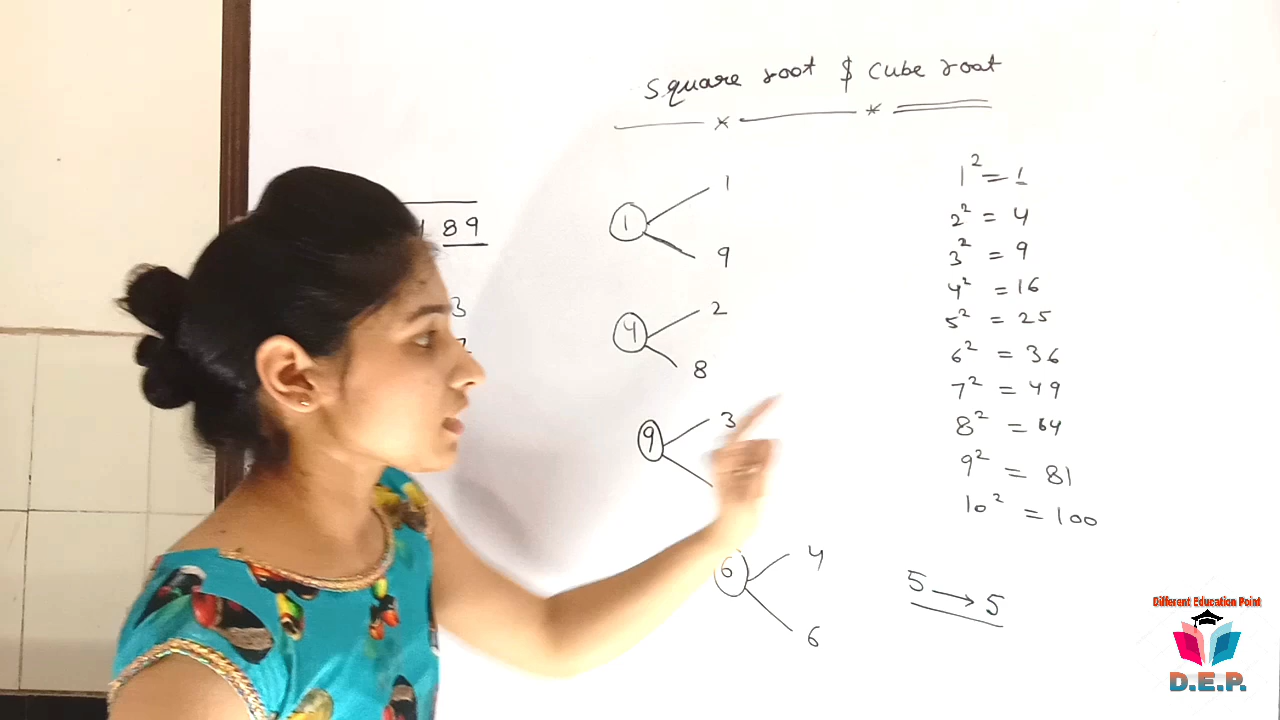 Square root $ Cube root
89
3
1 1
9
4 2
8
9 3
6 4
6
1² = 1
2² = 4
3² = 9
4² = 16
5² = 25
6² = 36
7² = 49
8² = 64
9² = 81
10² = 100
5 → 5
Different Education Point
D.E.P.